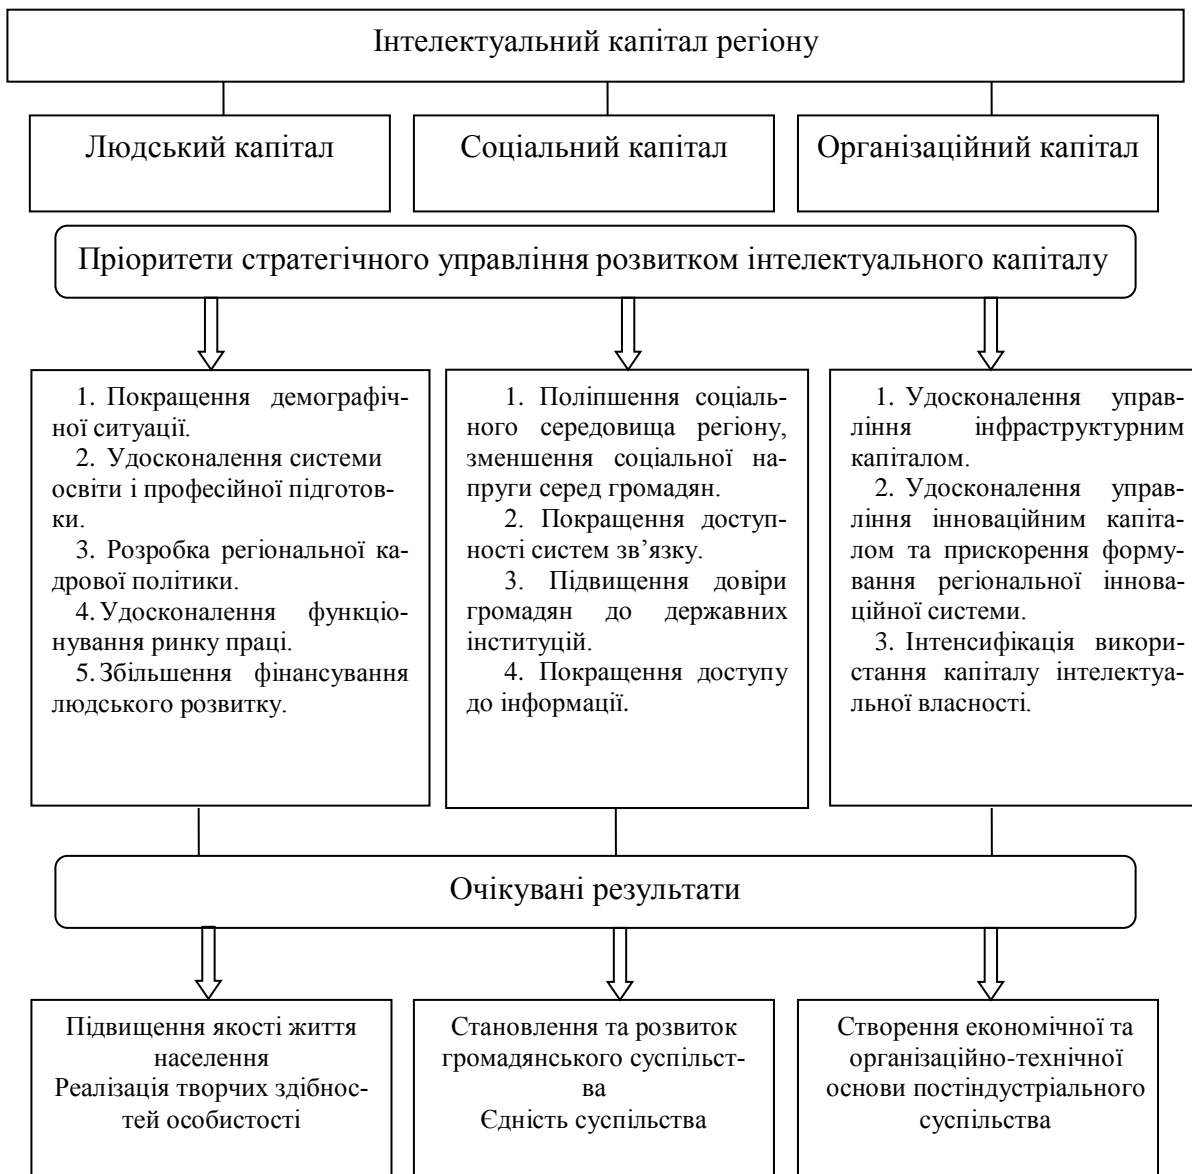 Інтелектуальний капітал регіону
Людський капітал
Соціальний капітал
Організаційний капітал
Пріоритети стратегічного управління розвитком інтелектуального капіталу
1. Покращення демографіч-
ної ситуації.
2. Удосконалення системи
освіти і професійної підготов-
ки.
3. Розробка регіональної ка-
дрової політики.
4. Удосконалення функціо-
нування ринку праці.
5. Збільшення фінансування
людського розвитку.
1. Поліпшення соціаль-
ного середовища регіону,
зменшення соціальної на-
пруги серед громадян.
2. Покращення доступ-
ності систем зв’язку.
3. Підвищення довіри
громадян до державних
інституцій.
4. Покращення доступу
до інформації.
1. Удосконалення управ-
ління інфраструктурним
капіталом.
2. Удосконалення управ-
ління інноваційним капіта-
лом та прискорення форму-
вання регіональної іннова-
ційної системи.
3. Інтенсифікація викори-
стання капіталу інтелектуа-
льної власності.
Очікувані результати
Підвищення якості життя
населення
Реалізація творчих здібнос-
тей особистості
Становлення та розвиток
громадянського суспільст-
ва
Єдність суспільства
Створення економічної та
організаційно-технічної
основи постіндустріального
суспільства